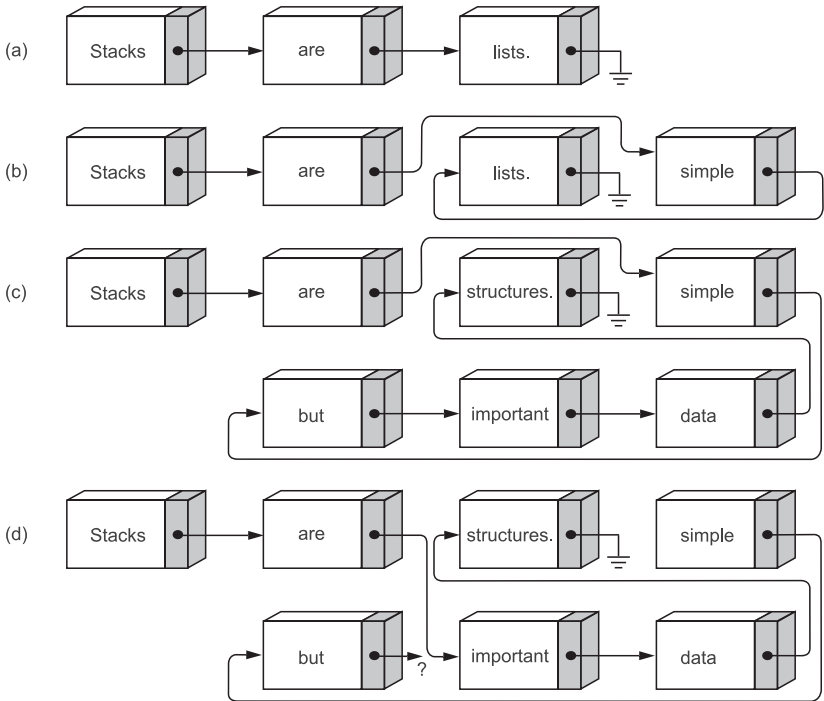 (a) Stacks are lists.
(b) Stacks are lists. simple
(c) Stacks are structures. simple
but important data
(d) Stacks are structures. simple
but ? important data